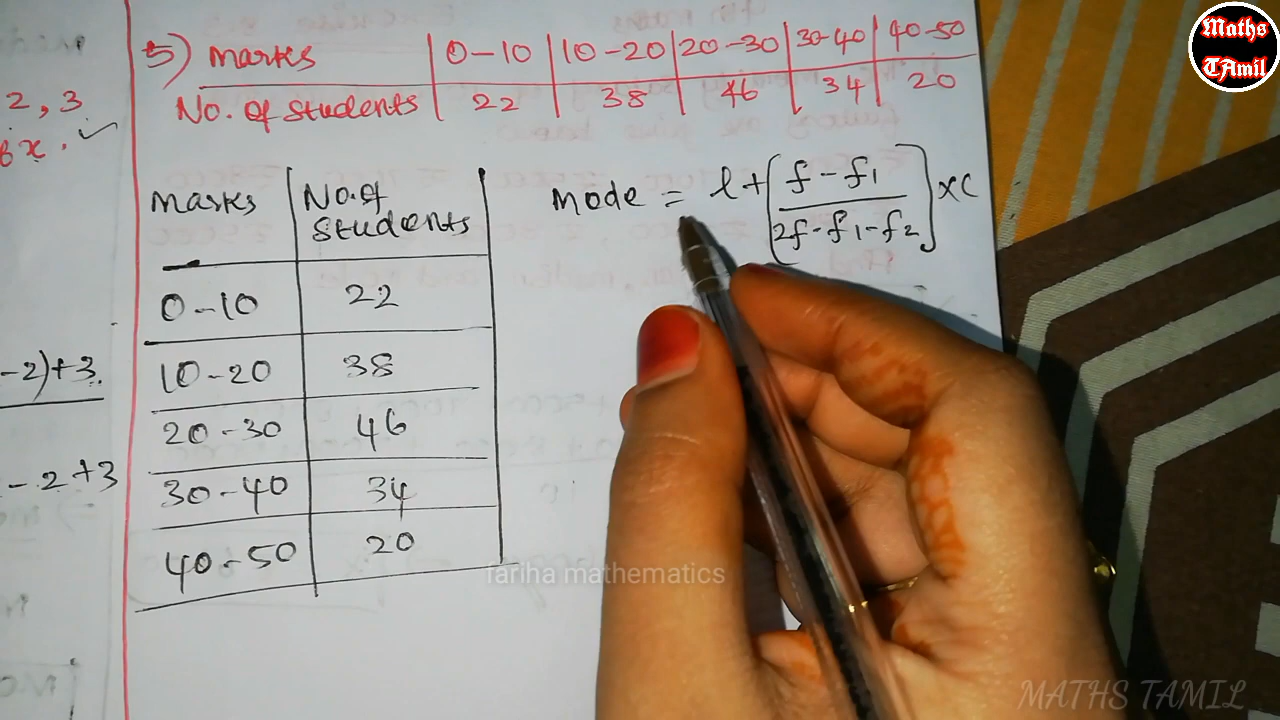 Maths
TAmil
5) Marks 0-10 10-20 20-30 30-40 40-50
No. of students 22 38 46 34 20
2, 3
x.
Marks No. of students
0-10 22
10-20 38
20-30 46
30-40 34
40-50 20
Mode = l + [f - f1 / 2f - f1 - f2] x c
-2)+3.
-2+3
fariha mathematics
MATHS TAMIL